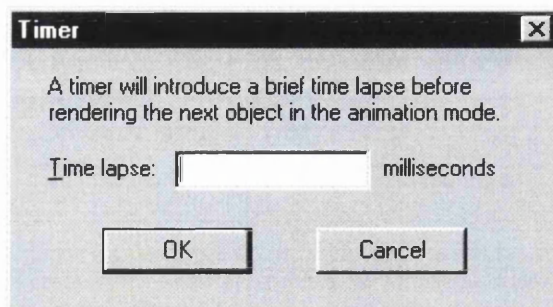 Timer
A timer will introduce a brief time lapse before
rendering the next object in the animation mode.
Time lapse: milliseconds
OK Cancel